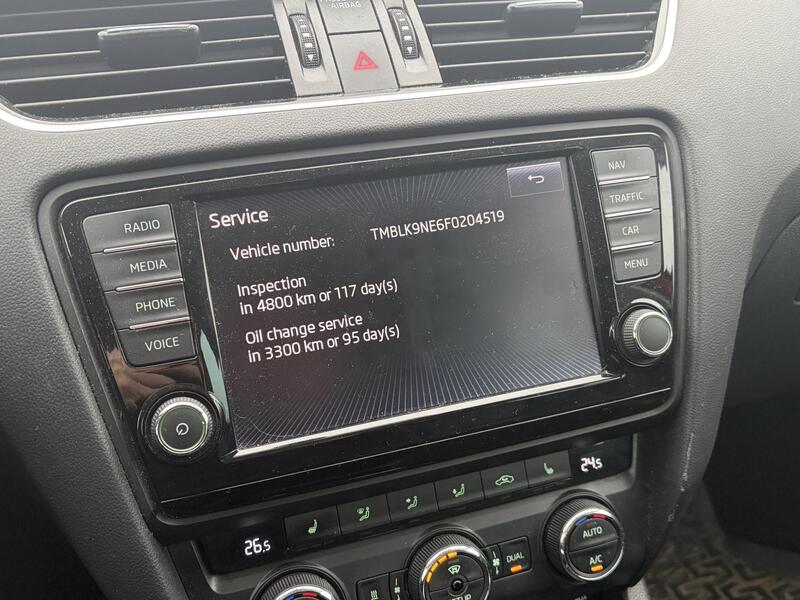 AIRBAG
RADIO
MEDIA
PHONE
VOICE
Service
Vehicle number: TMBLK9NE6F0204519
Inspection
in 4800 km or 117 day(s)
Oil change service
in 3300 km or 95 day(s)
NAV
TRAFFIC
CAR
MENU
26.5
24.5
DUAL
AUTO
A/C
SETUP